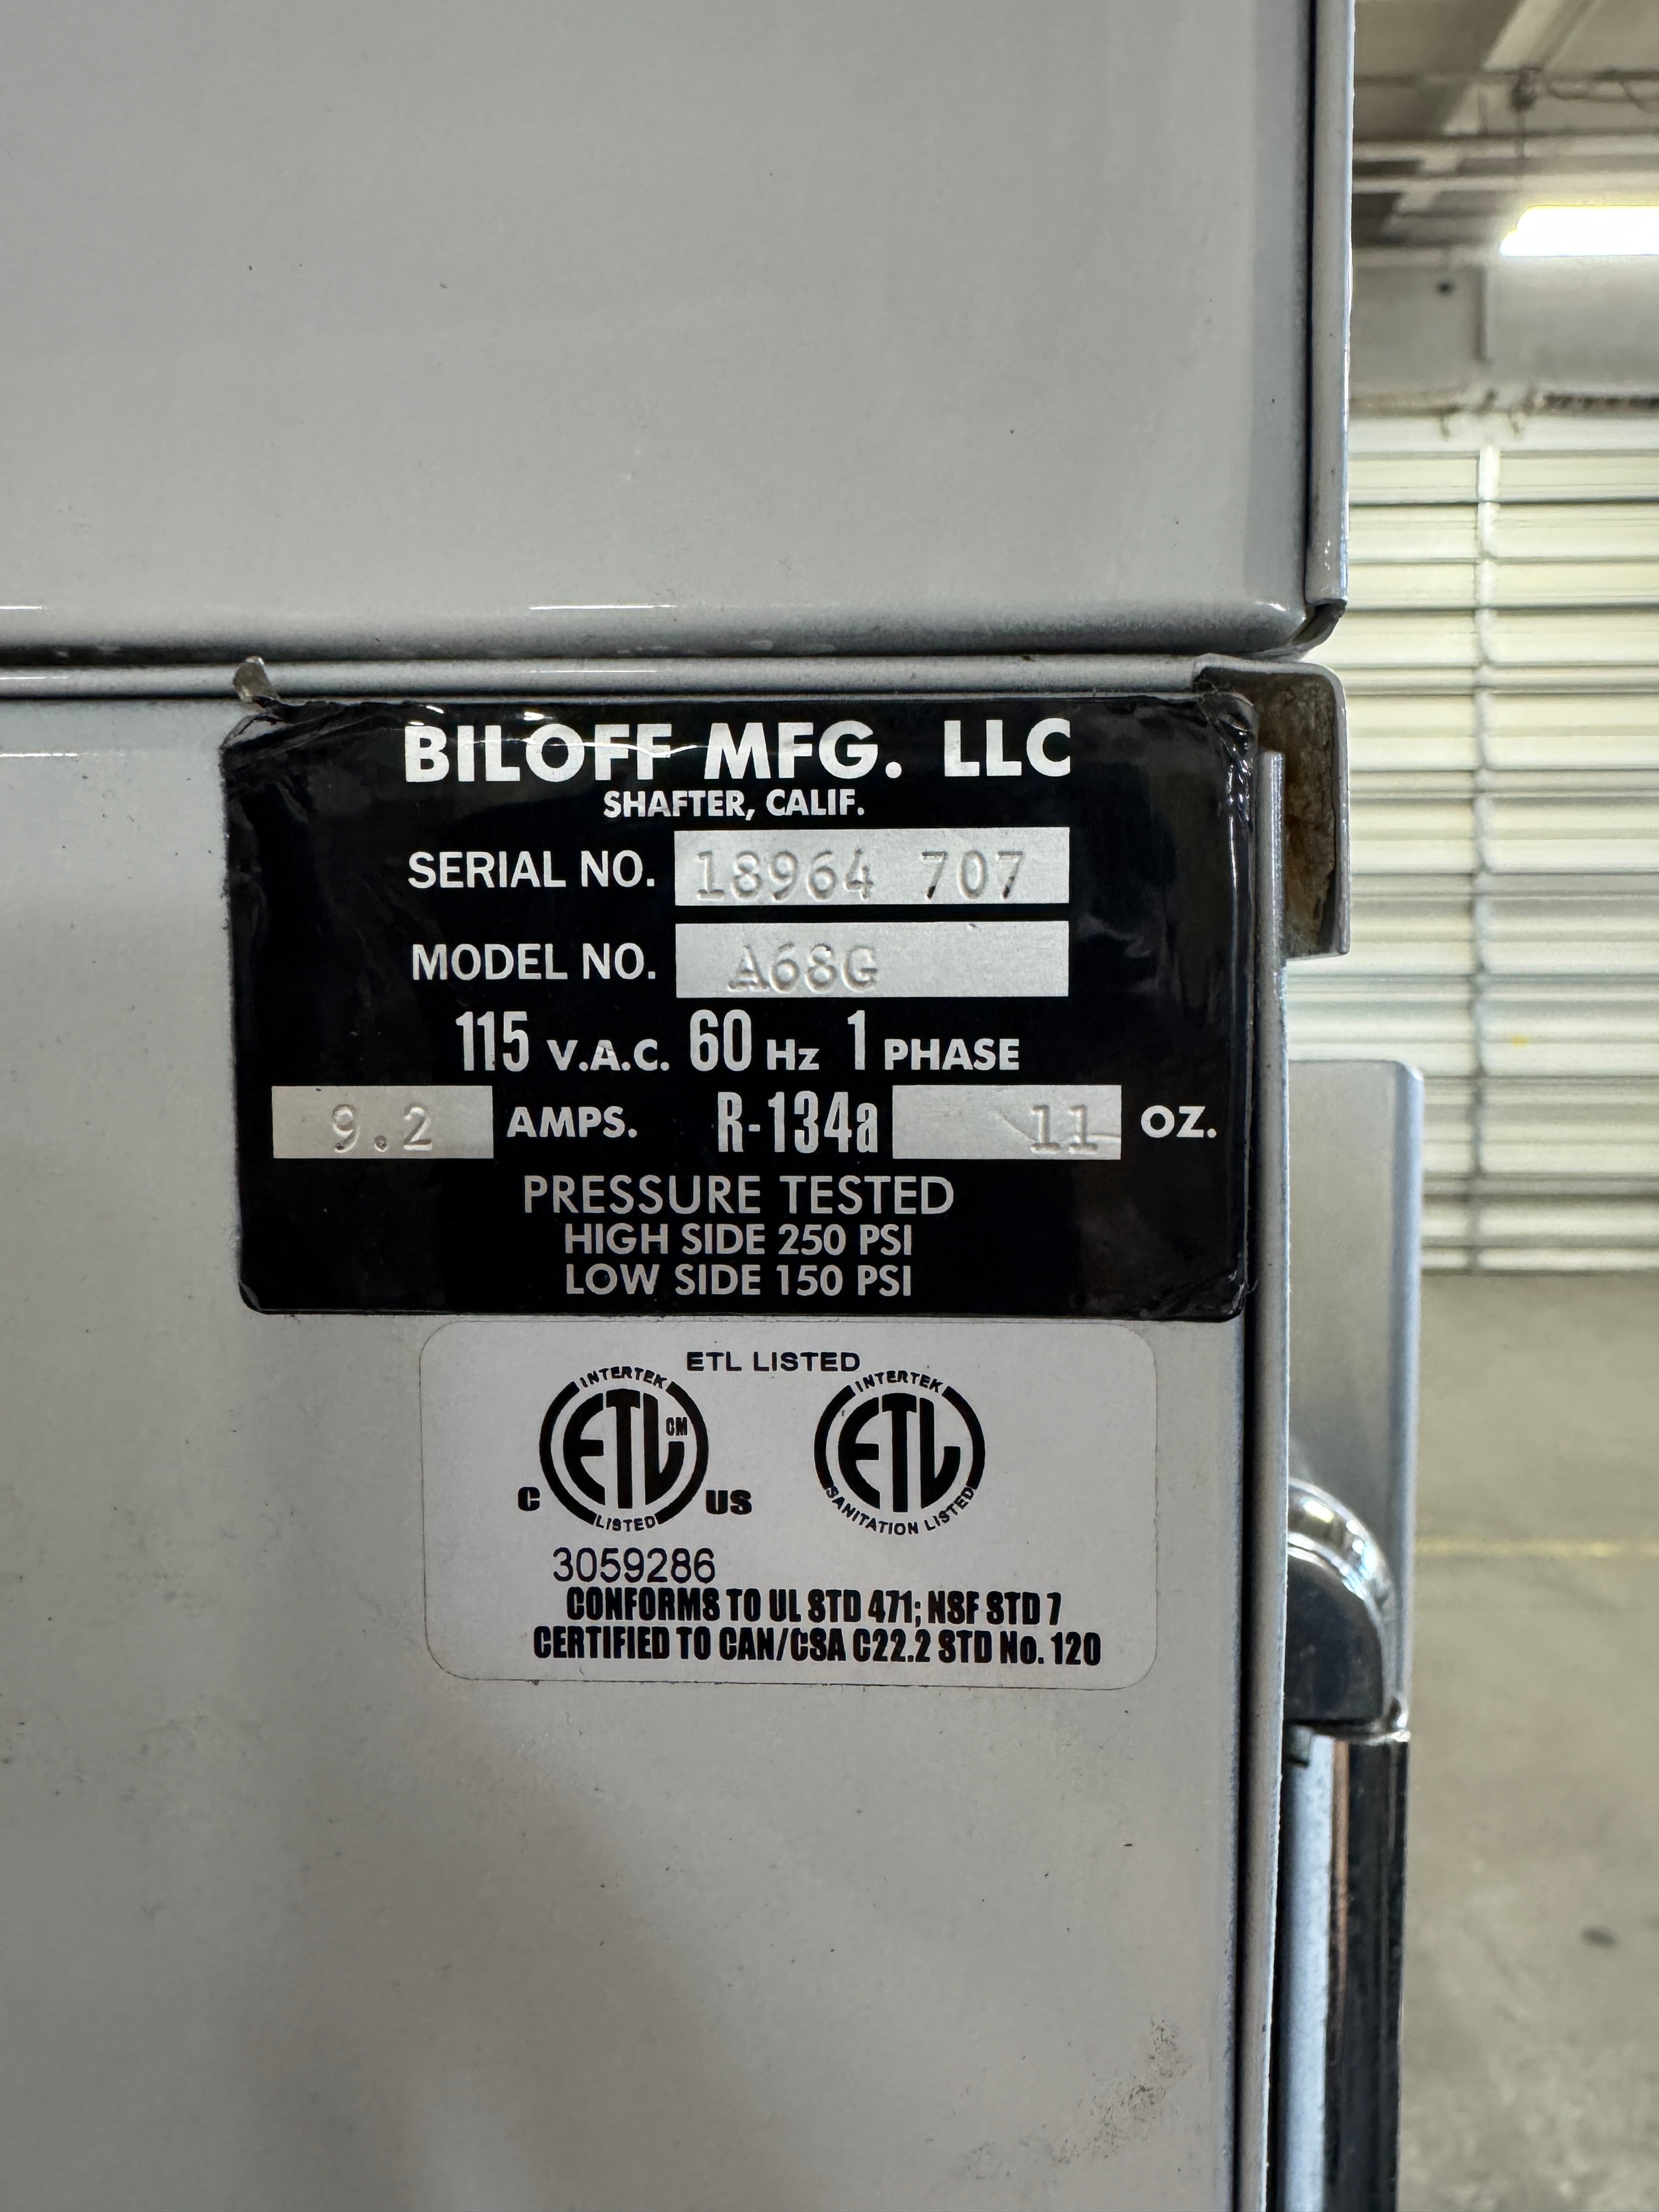 BILOFF MFG. LLC
SHAFTER, CALIF.
SERIAL NO. 18964 707
MODEL NO. A68G
115 V.A.C. 60 Hz 1 PHASE
9.2 AMPS. R-134a 11 OZ.
PRESSURE TESTED
HIGH SIDE 250 PSI
LOW SIDE 150 PSI
ETL LISTED
INTERTEK INTERTEK
ETL CM ETL
C US
LISTED SANITATION LISTED
3059286
CONFORMS TO UL STD 471; NSF STD 7
CERTIFIED TO CAN/CSA C22.2 STD No. 120